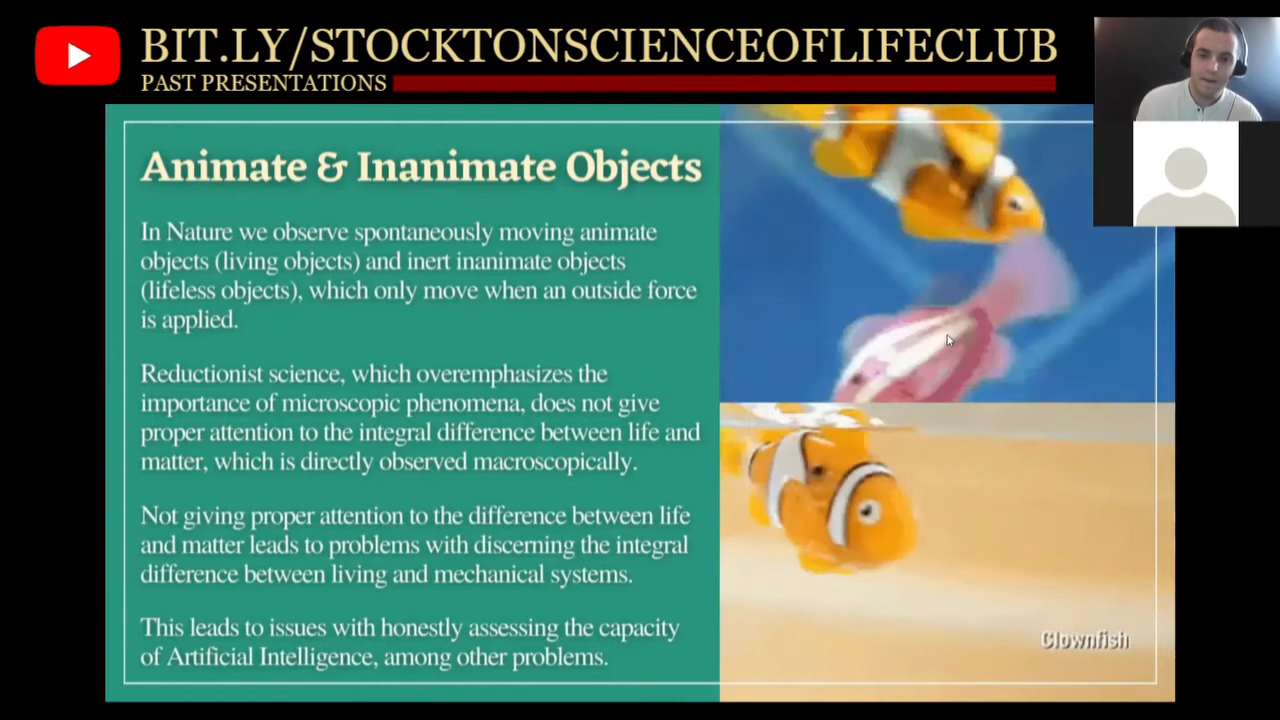 BIT.LY/STOCKTONSCIENCEOFLIFECLUB
PAST PRESENTATIONS
Animate & Inanimate Objects
In Nature we observe spontaneously moving animate
objects (living objects) and inert inanimate objects
(lifeless objects), which only move when an outside force
is applied.
Reductionist science, which overemphasizes the
importance of microscopic phenomena, does not give
proper attention to the integral difference between life and
matter, which is directly observed macroscopically.
Not giving proper attention to the difference between life
and matter leads to problems with discerning the integral
difference between living and mechanical systems.
This leads to issues with honestly assessing the capacity
of Artificial Intelligence, among other problems.
Clownfish